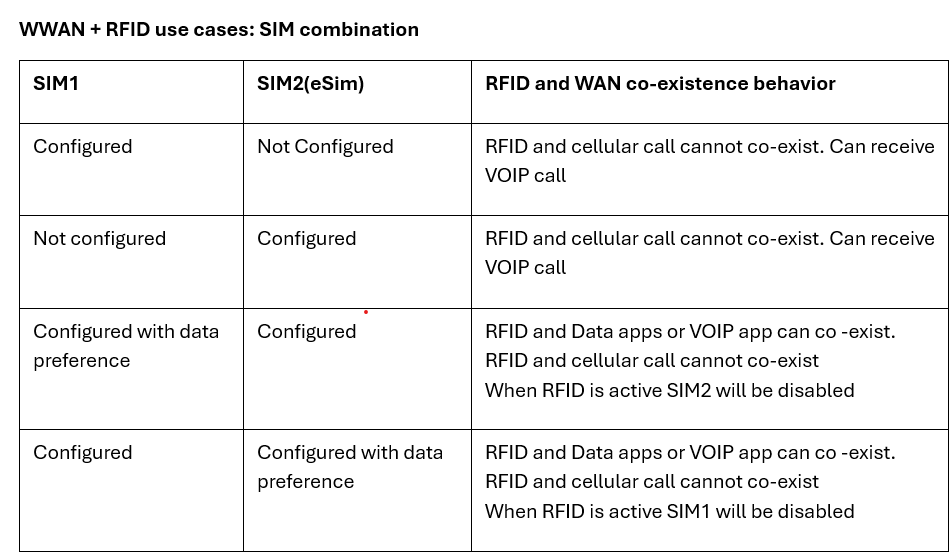 WWAN + RFID use cases: SIM combination
SIM1
SIM2(eSim)
RFID and WAN co-existence behavior
Configured
Not Configured
RFID and cellular call cannot co-exist. Can receive
VOIP call
Not configured
Configured
RFID and cellular call cannot co-exist. Can receive
VOIP call
Configured with data
preference
Configured
RFID and Data apps or VOIP app can co -exist.
RFID and cellular call cannot co-exist
When RFID is active SIM2 will be disabled
Configured
Configured with data
preference
RFID and Data apps or VOIP app can co -exist.
RFID and cellular call cannot co-exist
When RFID is active SIM1 will be disabled